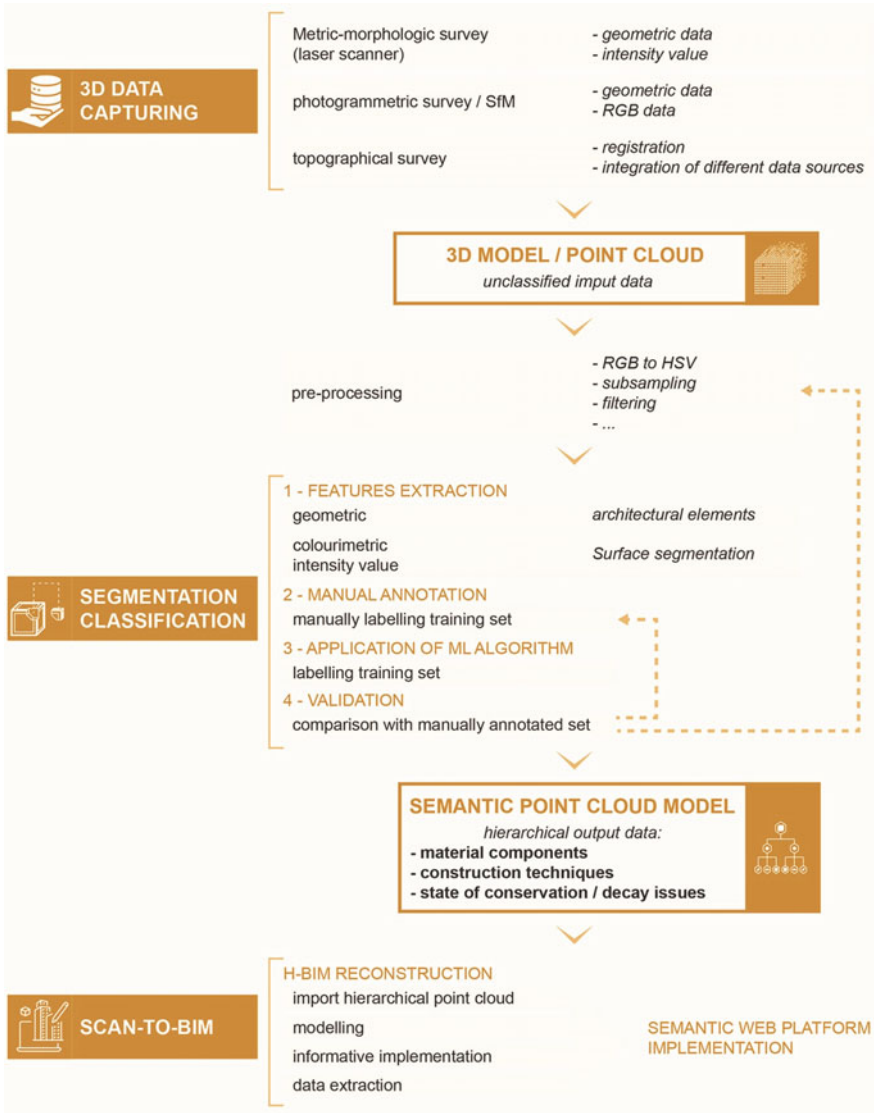 Metric-morphologic survey
(laser scanner)
- geometric data
- intensity value
3D DATA
CAPTURING
photogrammetric survey / SfM
- geometric data
- RGB data
topographical survey
- registration
- integration of different data sources
3D MODEL / POINT CLOUD
unclassified imput data
pre-processing
- RGB to HSV
- subsampling
- filtering
- ...
SEGMENTATION
CLASSIFICATION
1 - FEATURES EXTRACTION
geometric
architectural elements
colourimetric
intensity value
Surface segmentation
2 - MANUAL ANNOTATION
manually labelling training set
3 - APPLICATION OF ML ALGORITHM
labelling training set
4 - VALIDATION
comparison with manually annotated set
SEMANTIC POINT CLOUD MODEL
hierarchical output data:
- material components
- construction techniques
- state of conservation / decay issues
SCAN-TO-BIM
H-BIM RECONSTRUCTION
import hierarchical point cloud
modelling
informative implementation
data extraction
SEMANTIC WEB PLATFORM
IMPLEMENTATION